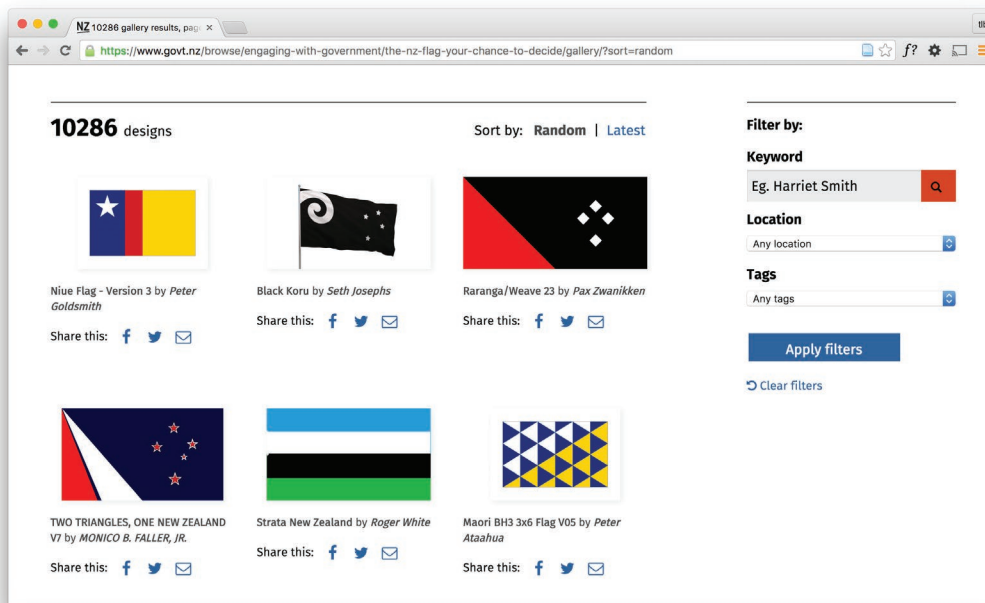 NZ 10286 gallery results, pag
tlb
https://www.govt.nz/browse/engaging-with-government/the-nz-flag-your-chance-to-decide/gallery/?sort=random
f?
10286 designs
Sort by: Random | Latest
Niue Flag - Version 3 by Peter
Goldsmith
Share this:
Black Koru by Seth Josephs
Share this:
Raranga/Weave 23 by Pax Zwanikken
Share this:
TWO TRIANGLES, ONE NEW ZEALAND
V7 by MONICO B. FALLER, JR.
Share this:
Strata New Zealand by Roger White
Share this:
Maori BH3 3x6 Flag V05 by Peter
Ataahua
Share this:
Filter by:
Keyword
Eg. Harriet Smith
Location
Any location
Tags
Any tags
Apply filters
Clear filters